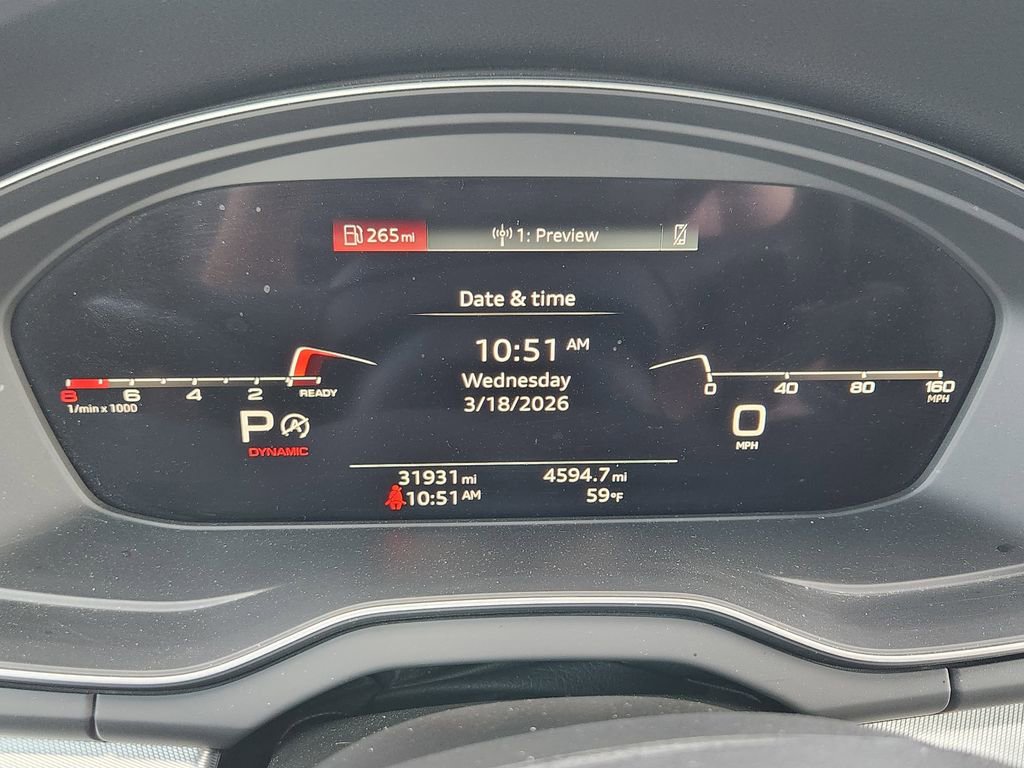 265 mi 1: Preview
Date & time
10:51 AM
Wednesday
3/18/2026
8 6 4 2 READY
1/min x 1000
0 40 80 160
MPH
P A
DYNAMIC
0
MPH
31931 mi 4594.7 mi
10:51 AM 59°F